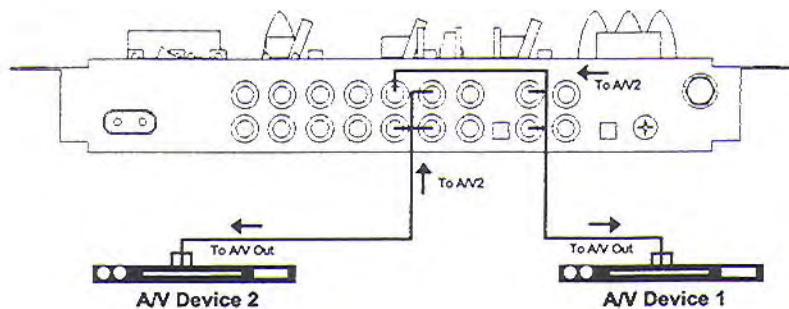 To A/V2
To A/V2
To A/V Out
To A/V Out
A/V Device 2
A/V Device 1